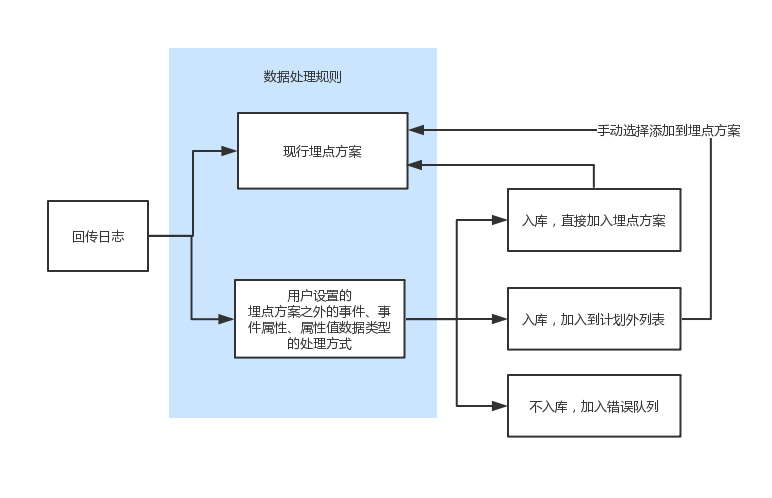 数据处理规则
手动选择添加到埋点方案
现行埋点方案
回传日志
入库，直接加入埋点方案
用户设置的
埋点方案之外的事件、事
件属性、属性值数据类型
的处理方式
入库，加入到计划外列表
不入库，加入错误队列